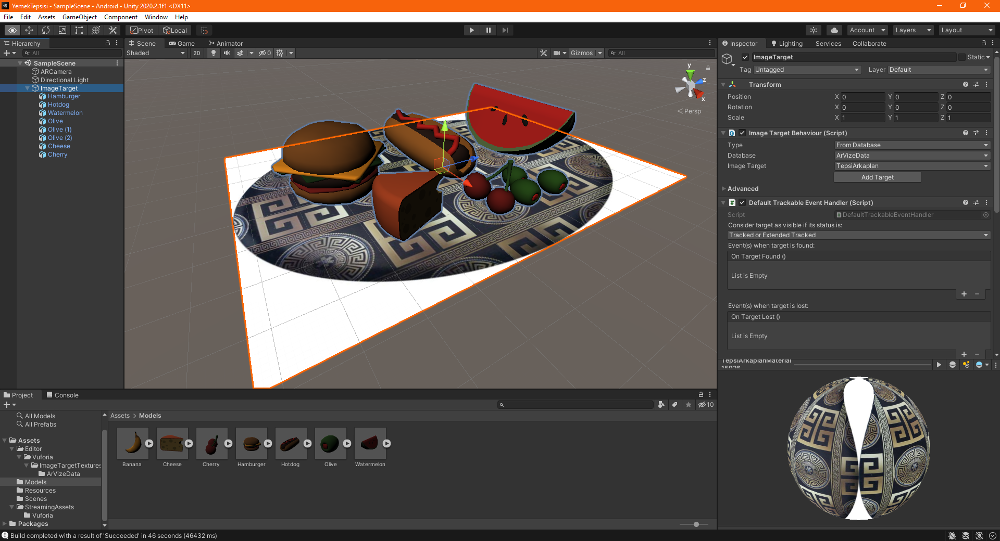 YemekTepsisi - SampleScene - Android - Unity 2020.2.1f1 <DX11>
File Edit Assets GameObject Component Window Help
Pivot Local Account Layers Layout
Hierarchy
All
SampleScene
ARCamera
Directional Light
ImageTarget
Hamburger
Hotdog
Watermelon
Olive
Olive (1)
Olive (2)
Cheese
Cherry
Scene Game Animator
Shaded 2D 0 Gizmos All
y
z
x
Persp
Inspector Lighting Services Collaborate
ImageTarget Static
Tag Untagged Layer Default
Transform
Position X 0 Y 0 Z 0
Rotation X 0 Y 0 Z 0
Scale X 1 Y 1 Z 1
Image Target Behaviour (Script)
Type From Database
Database ArVizeData
Image Target TepsiArkaplan
Add Target
Advanced
Default Trackable Event Handler (Script)
Script DefaultTrackableEventHandler
Consider target as visible if its status is:
Tracked or Extended Tracked
Event(s) when target is found:
On Target Found ()
List is Empty
Event(s) when target is lost:
On Target Lost ()
List is Empty
TepsiArkaplanMaterial
15926
Project Console
10
All Models
All Prefabs
Assets
Editor
Vuforia
ImageTargetTextures
ArVizeData
Models
Resources
Scenes
StreamingAssets
Vuforia
Packages
Assets > Models
Banana Cheese Cherry Hamburger Hotdog Olive Watermelon
Build completed with a result of 'Succeeded' in 46 seconds (46432 ms)